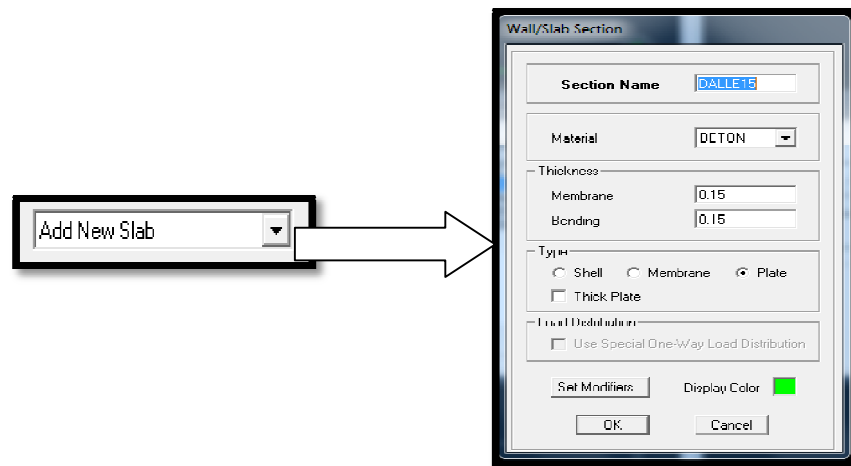 Add New Slab
Wall/Slab Section
Section Name DALLE15
Material BETON
Thickness
Membrane 0.15
Bending 0.15
Type
Shell Membrane Plate
Thick Plate
Load Distribution
Use Special One-Way Load Distribution
Set Modifiers Display Color
OK Cancel